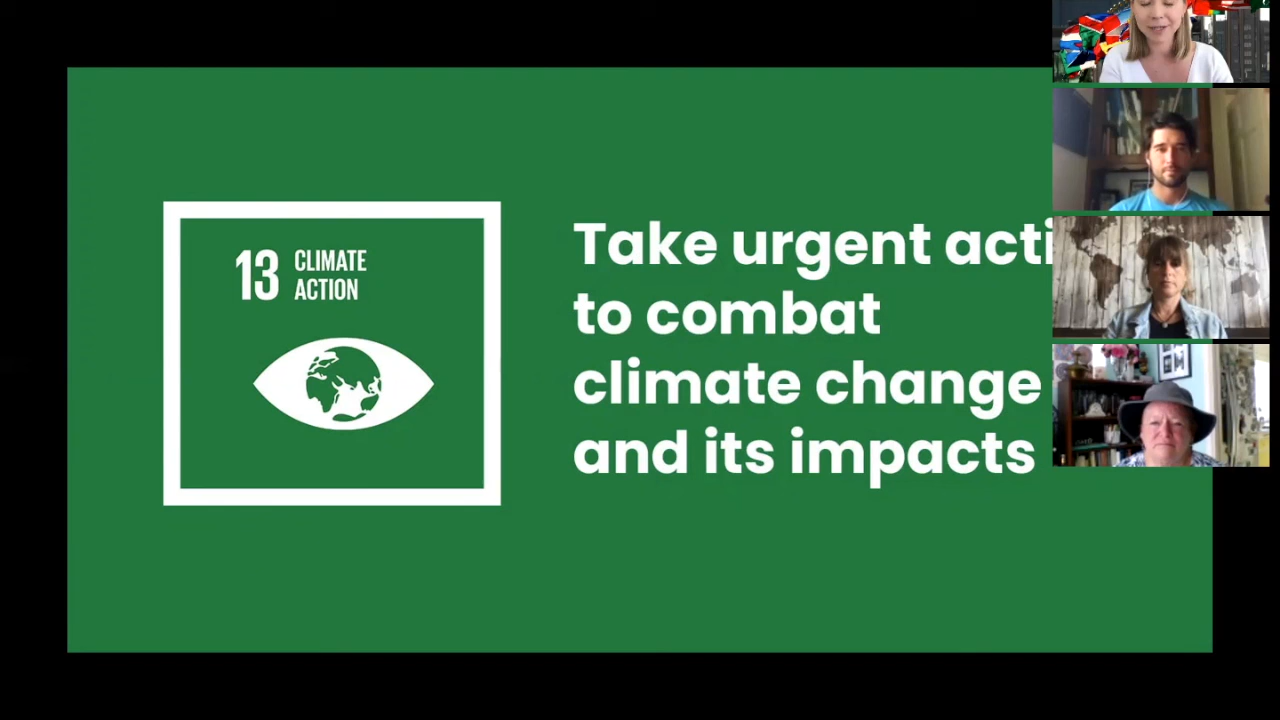 13 CLIMATE
ACTION
Take urgent acti
to combat
climate change
and its impacts